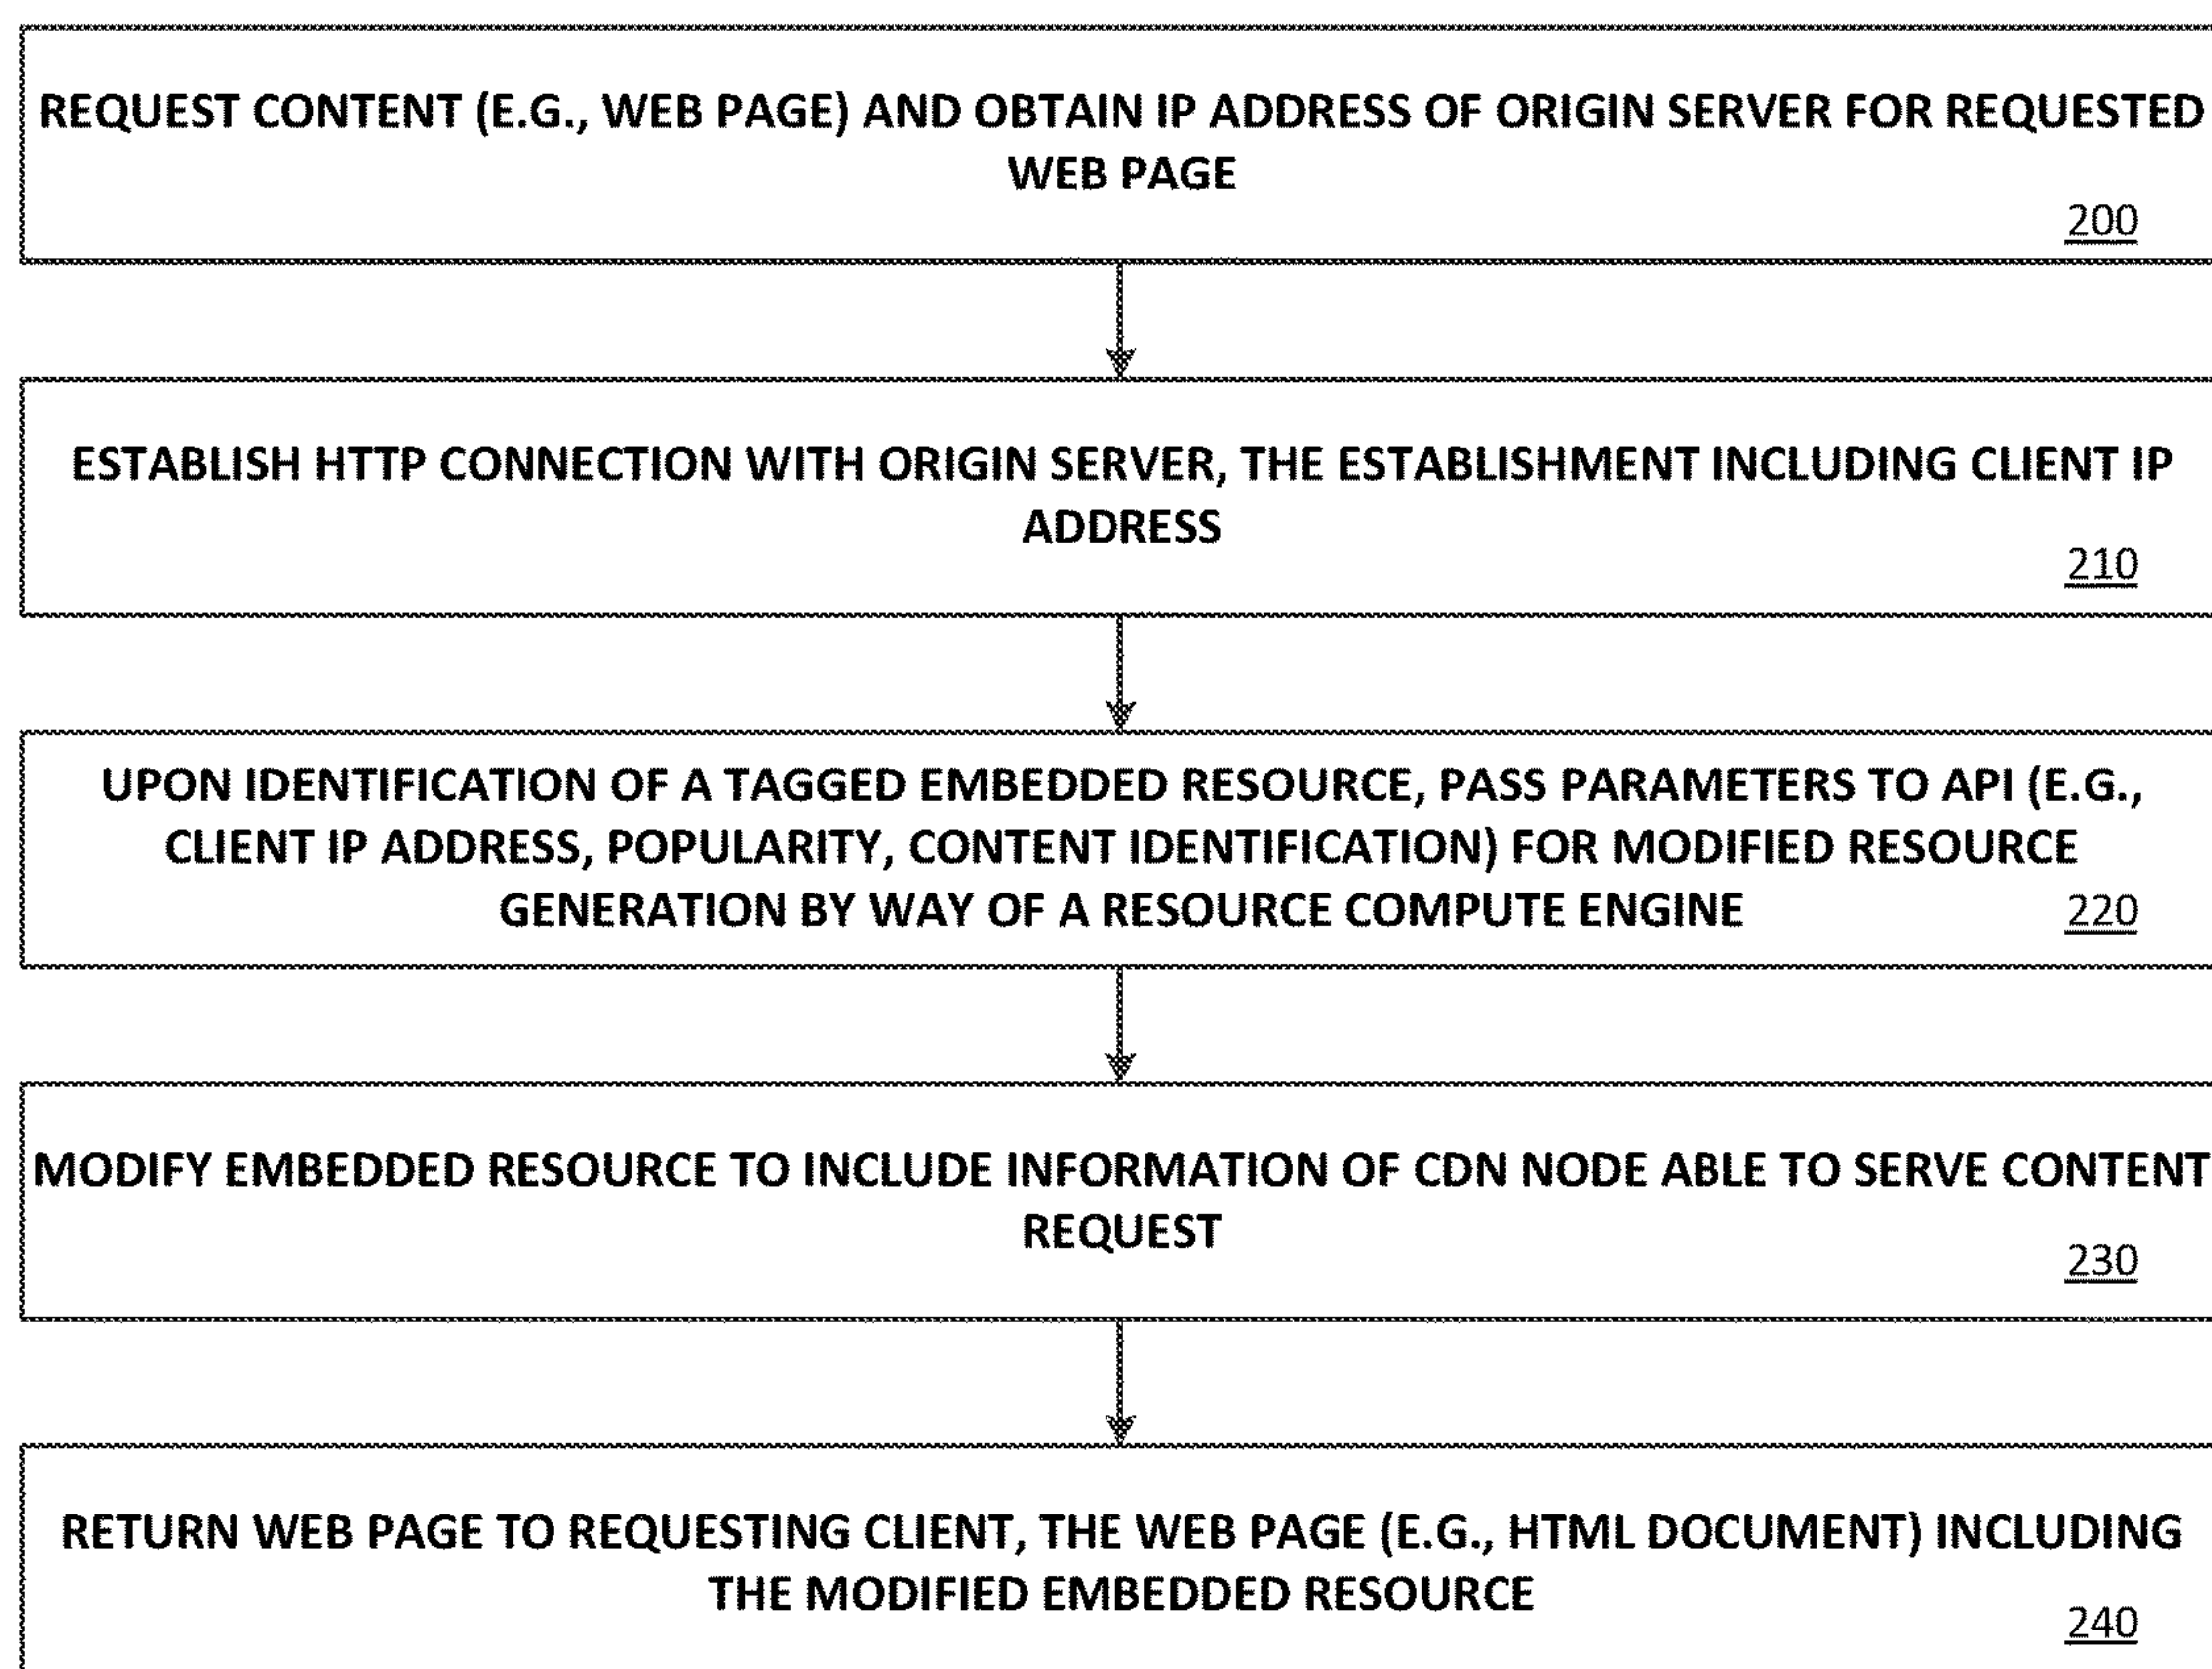 REQUEST CONTENT (E.G., WEB PAGE) AND OBTAIN IP ADDRESS OF ORIGIN SERVER FOR REQUESTED
WEB PAGE
200
ESTABLISH HTTP CONNECTION WITH ORIGIN SERVER, THE ESTABLISHMENT INCLUDING CLIENT IP
ADDRESS
210
UPON IDENTIFICATION OF A TAGGED EMBEDDED RESOURCE, PASS PARAMETERS TO API (E.G.,
CLIENT IP ADDRESS, POPULARITY, CONTENT IDENTIFICATION) FOR MODIFIED RESOURCE
GENERATION BY WAY OF A RESOURCE COMPUTE ENGINE
220
MODIFY EMBEDDED RESOURCE TO INCLUDE INFORMATION OF CDN NODE ABLE TO SERVE CONTENT
REQUEST
230
RETURN WEB PAGE TO REQUESTING CLIENT, THE WEB PAGE (E.G., HTML DOCUMENT) INCLUDING
THE MODIFIED EMBEDDED RESOURCE
240